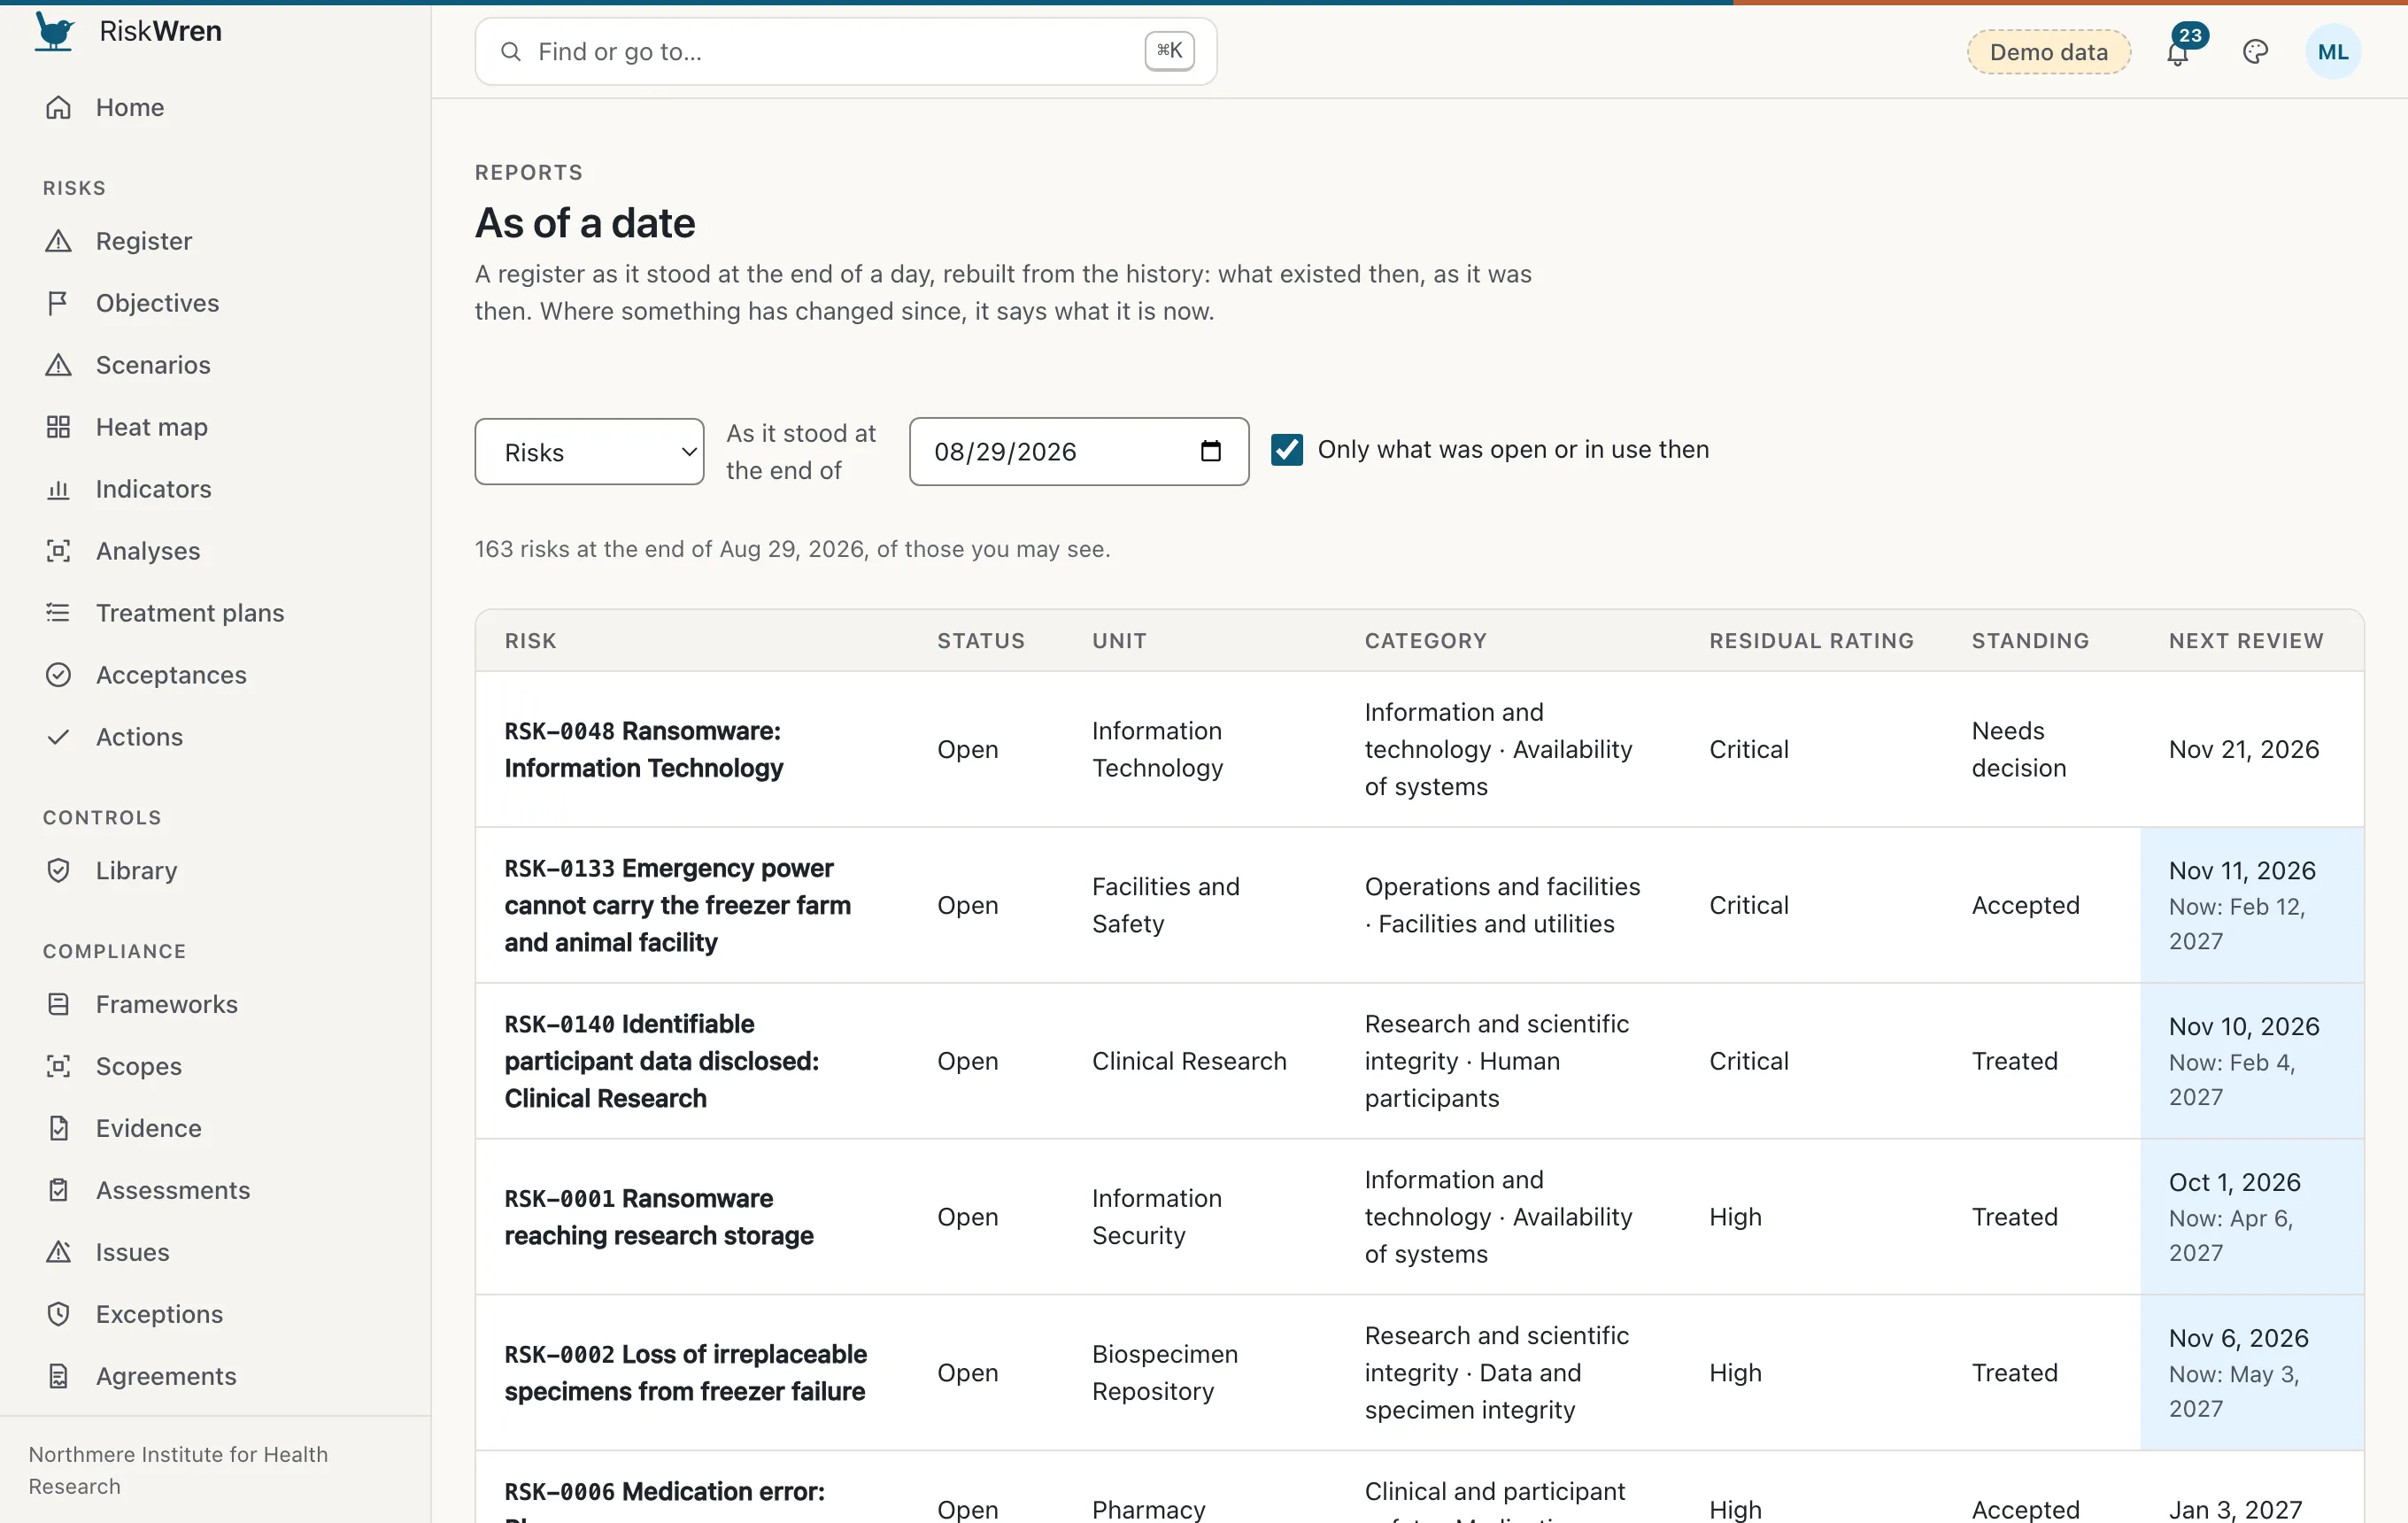 RiskWren
Find or go to...
⌘K
Demo data
23
ML
Home
RISKS
Register
Objectives
Scenarios
Heat map
Indicators
Analyses
Treatment plans
Acceptances
Actions
CONTROLS
Library
COMPLIANCE
Frameworks
Scopes
Evidence
Assessments
Issues
Exceptions
Agreements
Northmere Institute for Health
Research
REPORTS
As of a date
A register as it stood at the end of a day, rebuilt from the history: what existed then, as it was
then. Where something has changed since, it says what it is now.
Risks
As it stood at
the end of
08/29/2026
Only what was open or in use then
163 risks at the end of Aug 29, 2026, of those you may see.
RISK STATUS UNIT CATEGORY RESIDUAL RATING STANDING NEXT REVIEW
RSK-0048 Ransomware:
Information Technology
Open
Information
Technology
Information and
technology · Availability
of systems
Critical
Needs
decision
Nov 21, 2026
RSK-0133 Emergency power
cannot carry the freezer farm
and animal facility
Open
Facilities and
Safety
Operations and facilities
· Facilities and utilities
Critical
Accepted
Nov 11, 2026
Now: Feb 12,
2027
RSK-0140 Identifiable
participant data disclosed:
Clinical Research
Open
Clinical Research
Research and scientific
integrity · Human
participants
Critical
Treated
Nov 10, 2026
Now: Feb 4,
2027
RSK-0001 Ransomware
reaching research storage
Open
Information
Security
Information and
technology · Availability
of systems
High
Treated
Oct 1, 2026
Now: Apr 6,
2027
RSK-0002 Loss of irreplaceable
specimens from freezer failure
Open
Biospecimen
Repository
Research and scientific
integrity · Data and
specimen integrity
High
Treated
Nov 6, 2026
Now: May 3,
2027
RSK-0006 Medication error:
Open
Pharmacy
Clinical and participant
High
Accepted
Jan 3, 2027